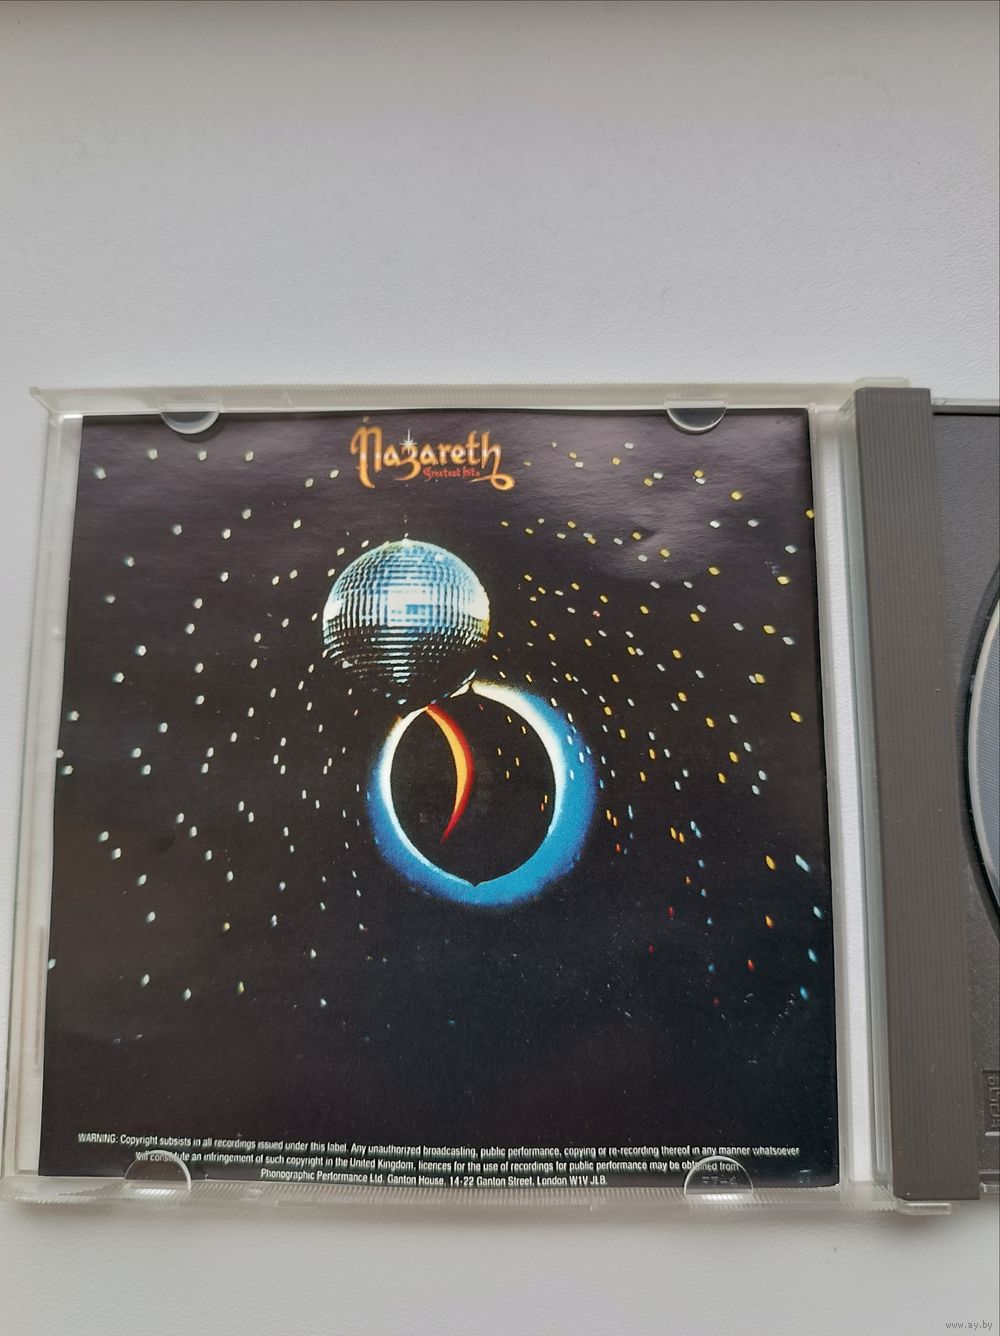 Nazareth
Greatest Hits
WARNING: Copyright subsists in all recordings issued under this label. Any unauthorized broadcasting, public performance, copying or re-recording thereof in any manner whatsoever
will constitute an infringement of such copyright in the United Kingdom, licences for the use of recordings for public performance may be obtained from
Phonographic Performance Ltd. Ganton House, 14-22 Ganton Street, London W1V JLB.
www.ay.by